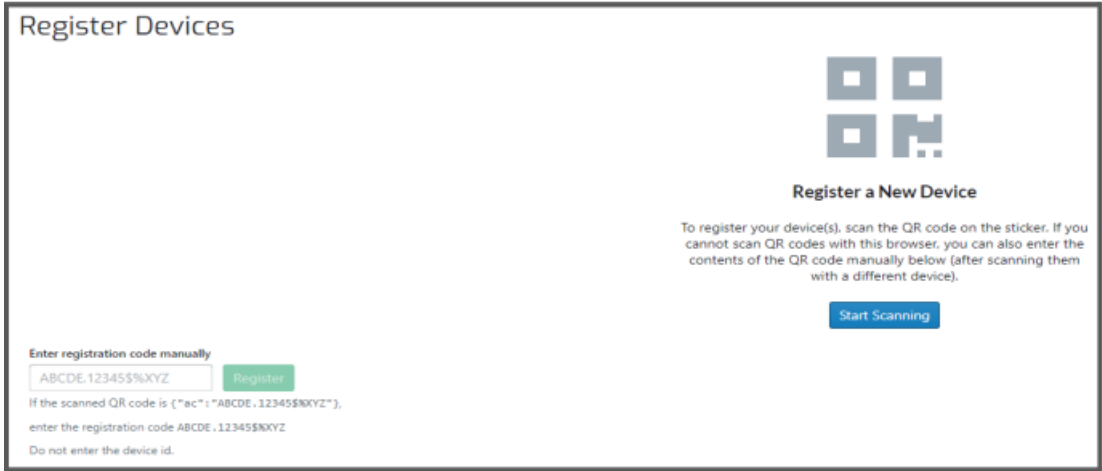 Register Devices
Register a New Device
To register your device(s), scan the QR code on the sticker. If you
cannot scan QR codes with this browser, you can also enter the
contents of the QR code manually below (after scanning them
with a different device).
Start Scanning
Enter registration code manually
ABCDE.12345$%XYZ Register
If the scanned QR code is {"ac":"ABCDE.12345$%XYZ"},
enter the registration code ABCDE.12345$%XYZ
Do not enter the device id.